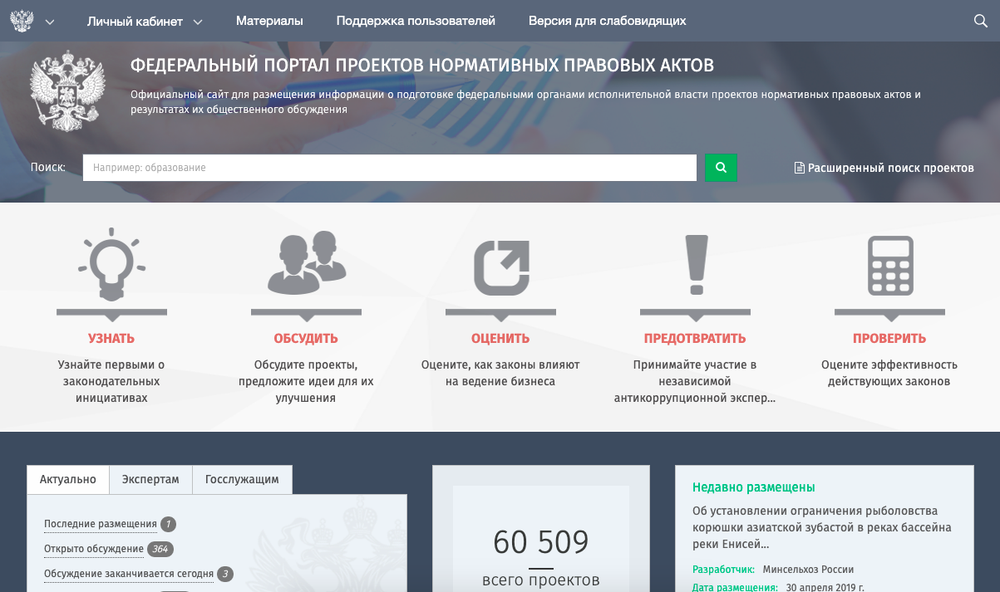 Личный кабинет
Материалы
Поддержка пользователей
Версия для слабовидящих
ФЕДЕРАЛЬНЫЙ ПОРТАЛ ПРОЕКТОВ НОРМАТИВНЫХ ПРАВОВЫХ АКТОВ
Официальный сайт для размещения информации о подготовке федеральными органами исполнительной власти проектов нормативных правовых актов и
результатах их общественного обсуждения
Поиск:
Например: образование
Расширенный поиск проектов
УЗНАТЬ
Узнайте первыми о
законодательных
инициативах
ОБСУДИТЬ
Обсудите проекты,
предложите идеи для их
улучшения
ОЦЕНИТЬ
Оцените, как законы влияют
на ведение бизнеса
ПРЕДОТВРАТИТЬ
Принимайте участие в
независимой
антикоррупционной экспер...
ПРОВЕРИТЬ
Оцените эффективность
действующих законов
Актуально
Экспертам
Госслужащим
Последние размещения 1
Открыто обсуждение 364
Обсуждение заканчивается сегодня 3
60 509
всего проектов
Недавно размещены
Об установлении ограничения рыболовства
корюшки азиатской зубастой в реках бассейна
реки Енисей...
Разработчик: Минсельхоз России
Дата размещения: 30 апреля 2019 г.